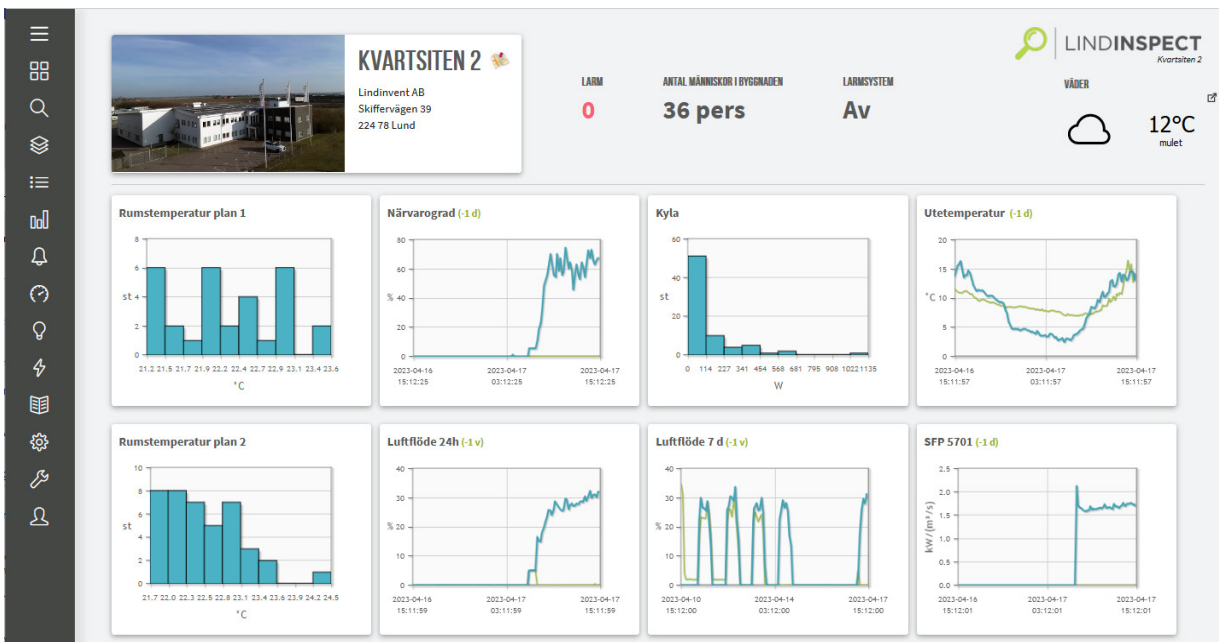 KVARTSITEN 2
Lindinvent AB
Skiffervägen 39
224 78 Lund
LARM
0
ANTAL MÄNNISKOR I BYGGNADEN
36 pers
LARMSYSTEM
Av
LINDINSPECT
Kvartsiten 2
VÄDER
12°C
mulet
Rumstemperatur plan 1
8
6
st 4
2
0
21.2 21.5 21.7 21.9 22.2 22.4 22.7 22.9 23.1 23.4 23.6
°C
Närvarograd (-1 d)
80
60
% 40
20
0
2023-04-16 2023-04-17 2023-04-17
15:12:25 03:12:25 15:12:25
Kyla
60
40
st
20
0
0 114 227 341 454 568 681 795 908 1022 1135
W
Utetemperatur (-1 d)
20
15
°C 10
5
0
2023-04-16 2023-04-17 2023-04-17
15:11:57 03:11:57 15:11:57
Rumstemperatur plan 2
10
8
6
st
4
2
0
21.7 22.0 22.3 22.5 22.8 23.1 23.4 23.6 23.9 24.2 24.5
°C
Luftflöde 24h (-1 v)
40
30
% 20
10
0
2023-04-16 2023-04-17 2023-04-17
15:11:59 03:11:59 15:11:59
Luftflöde 7 d (-1 v)
40
30
% 20
10
0
2023-04-10 2023-04-14 2023-04-17
15:12:00 03:12:00 15:12:00
SFP 5701 (-1 d)
2.5
2.0
1.5
kW/(m³/s)
1.0
0.5
0.0
2023-04-16 2023-04-17 2023-04-17
15:12:01 03:12:01 15:12:01